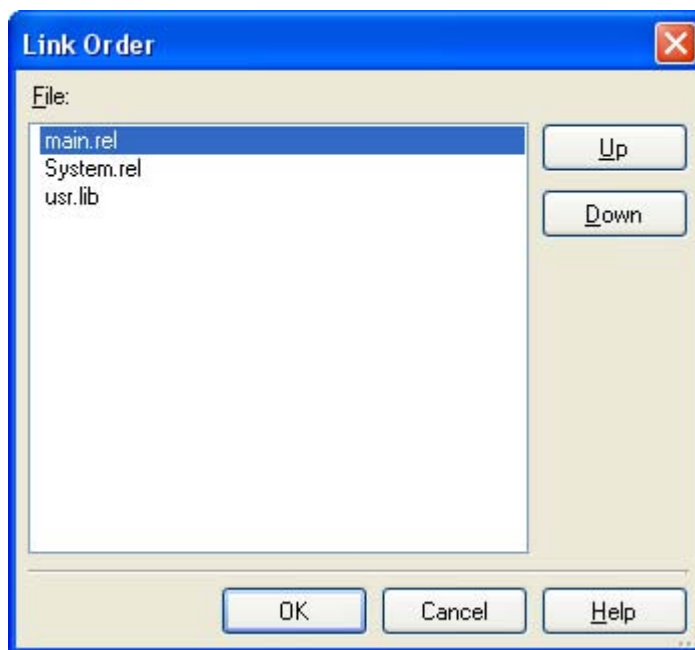 Link Order
File:
main.rel
System.rel
usr.lib
Up
Down
OK
Cancel
Help